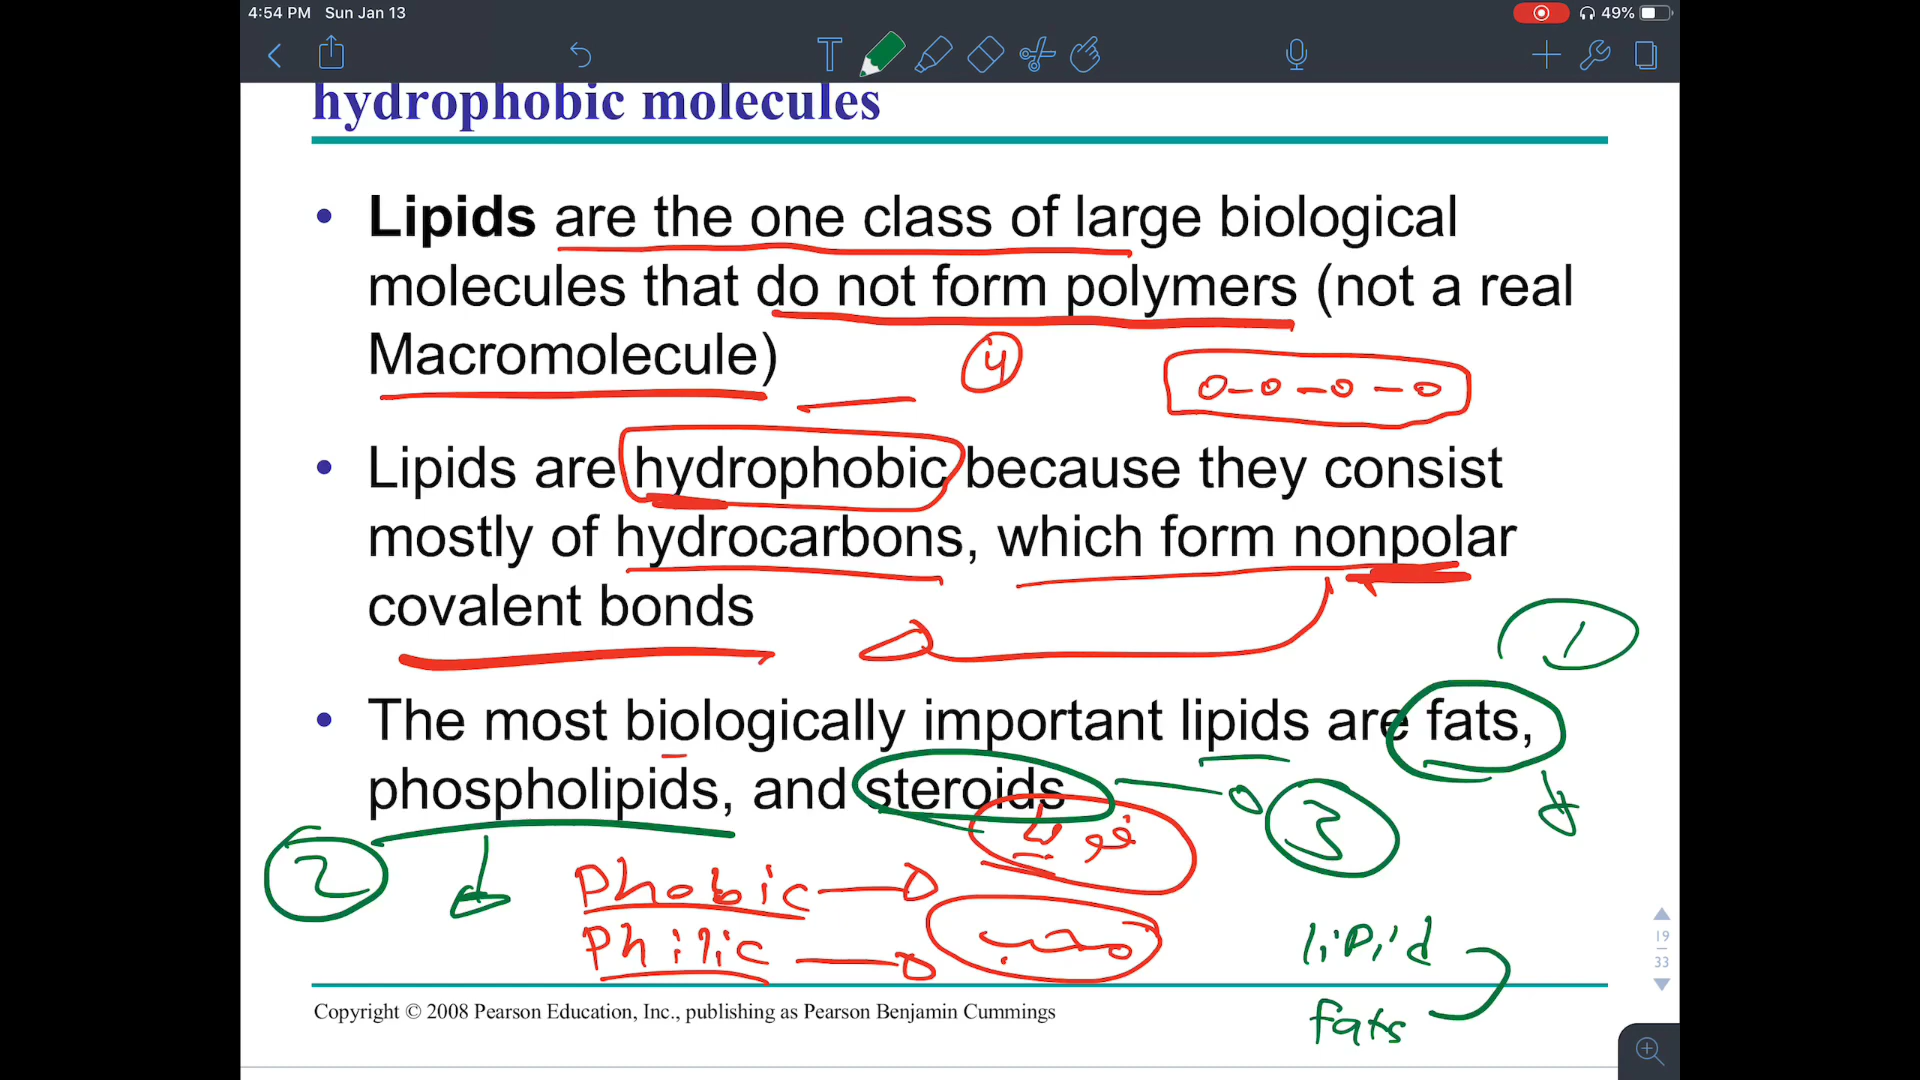 4:54 PM Sun Jan 13
49%
T
hydrophobic molecules
• Lipids are the one class of large biological
molecules that do not form polymers (not a real
Macromolecule)
4
• Lipids are hydrophobic because they consist
mostly of hydrocarbons, which form nonpolar
covalent bonds
1
• The most biologically important lipids are fats,
phospholipids, and steroids
3
2
Phobic
Philic
lipid
fats
19
33
Copyright © 2008 Pearson Education, Inc., publishing as Pearson Benjamin Cummings